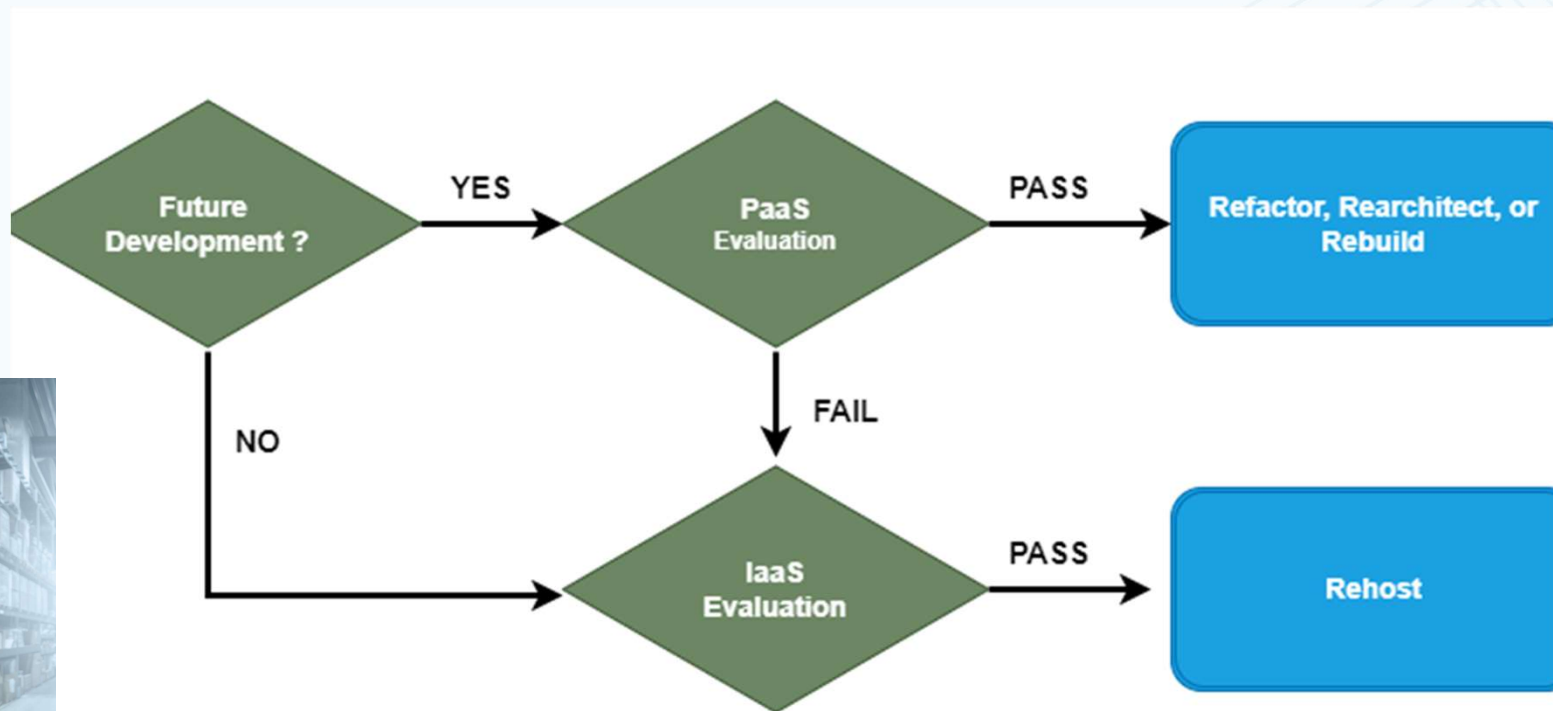 Future
Development ?
YES
PaaS
Evaluation
PASS
Refactor, Rearchitect, or
Rebuild
NO
FAIL
IaaS
Evaluation
PASS
Rehost